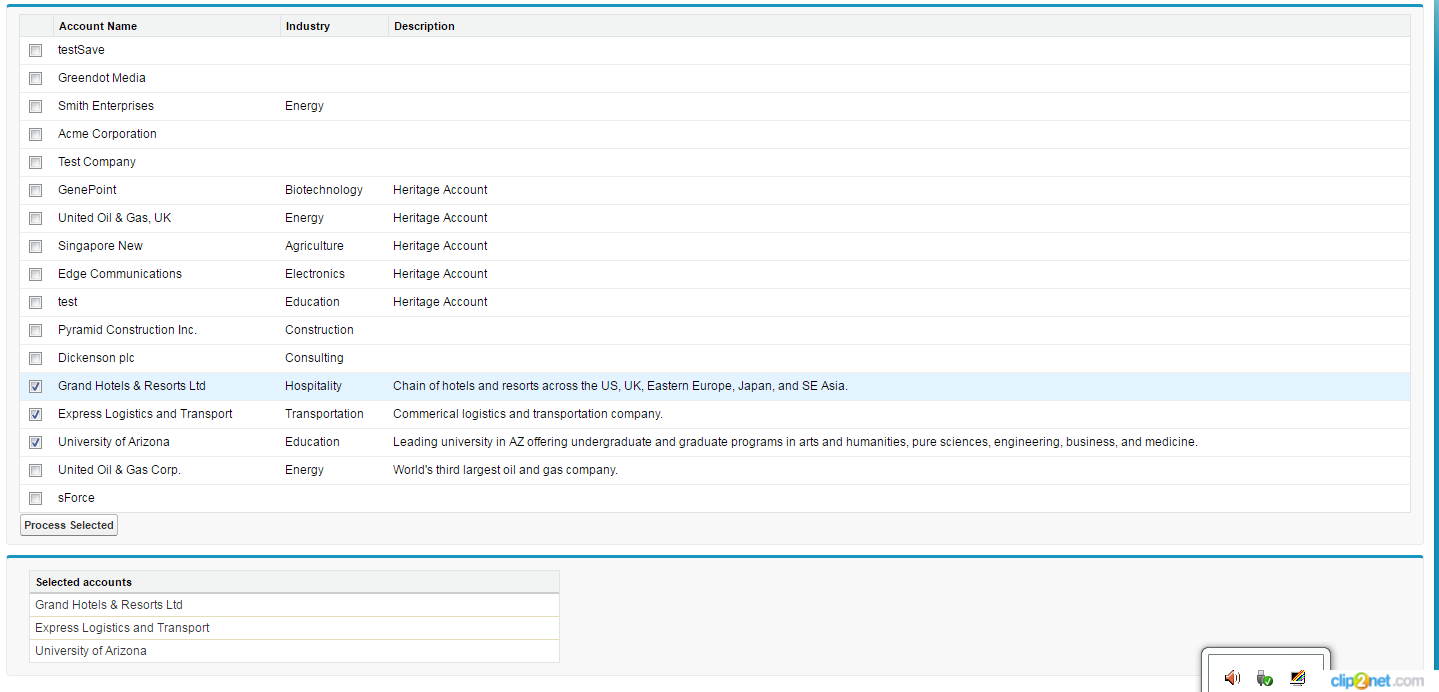 Account Name Industry Description
testSave
Greendot Media
Smith Enterprises Energy
Acme Corporation
Test Company
GenePoint Biotechnology Heritage Account
United Oil & Gas, UK Energy Heritage Account
Singapore New Agriculture Heritage Account
Edge Communications Electronics Heritage Account
test Education Heritage Account
Pyramid Construction Inc. Construction
Dickenson plc Consulting
Grand Hotels & Resorts Ltd Hospitality Chain of hotels and resorts across the US, UK, Eastern Europe, Japan, and SE Asia.
Express Logistics and Transport Transportation Commerical logistics and transportation company.
University of Arizona Education Leading university in AZ offering undergraduate and graduate programs in arts and humanities, pure sciences, engineering, business, and medicine.
United Oil & Gas Corp. Energy World's third largest oil and gas company.
sForce
Process Selected
Selected accounts
Grand Hotels & Resorts Ltd
Express Logistics and Transport
University of Arizona
clip2net.com